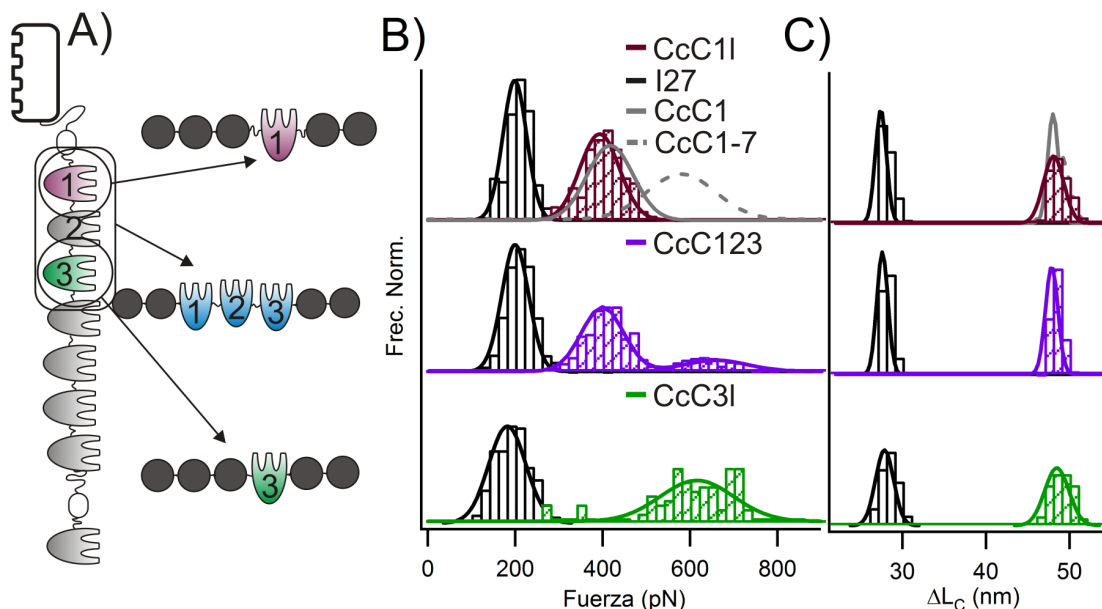 A)
1
2
3
1
1
2
3
3
B)
CcC1I
I27
CcC1
CcC1-7
CcC123
CcC3I
Frec. Norm.
0
200
400
600
800
Fuerza (pN)
C)
30
40
50
ΔLC (nm)